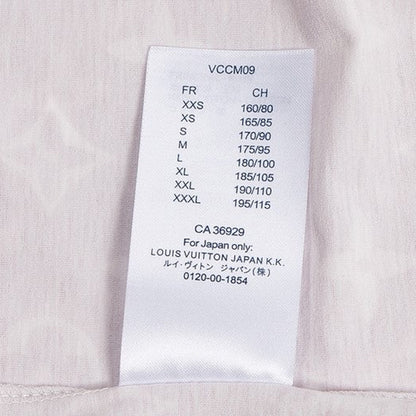 VCCM09
FR CH
XXS 160/80
XS 165/85
S 170/90
M 175/95
L 180/100
XL 185/105
XXL 190/110
XXXL 195/115
CA 36929
For Japan only:
LOUIS VUITTON JAPAN K.K.
ルイ・ヴィトン ジャパン(株)
0120-00-1854